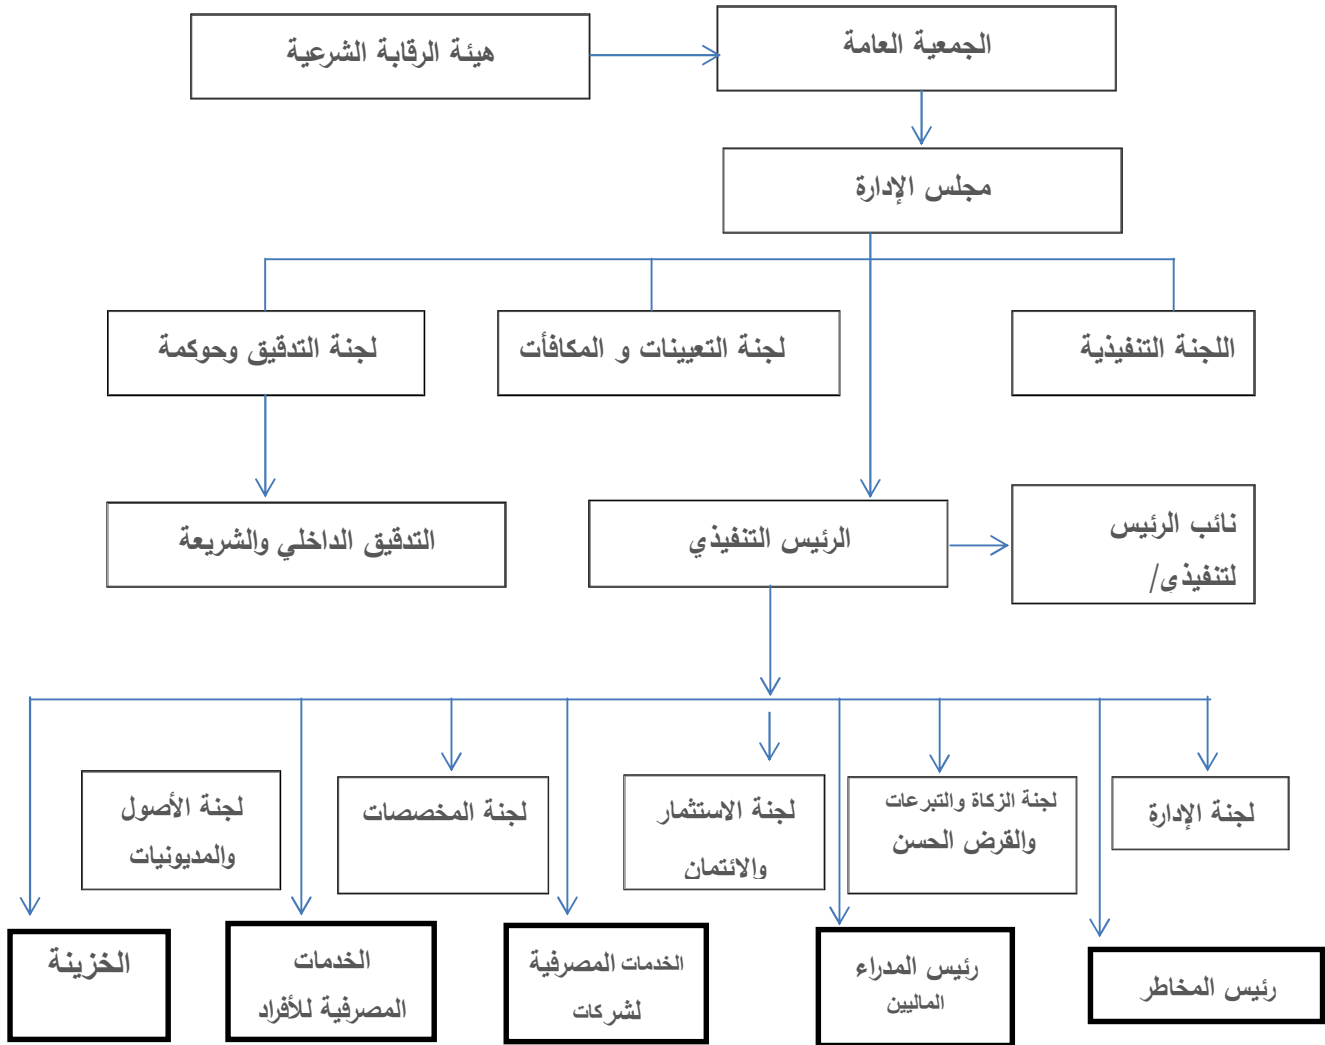 الجمعية العامة
هيئة الرقابة الشرعية
مجلس الإدارة
اللجنة التنفيذية
لجنة التعيينات و المكافأت
لجنة التدقيق وحوكمة
نائب الرئيس
لتنفيذي/
الرئيس التنفيذي
التدقيق الداخلي والشريعة
لجنة الإدارة
لجنة الزكاة والتبرعات
والقرض الحسن
لجنة الاستثمار
والائتمان
لجنة المخصصات
لجنة الأصول
والمديونيات
رئيس المخاطر
رئيس المدراء
الماليين
الخدمات المصرفية
لشركات
الخدمات
المصرفية للأفراد
الخزينة